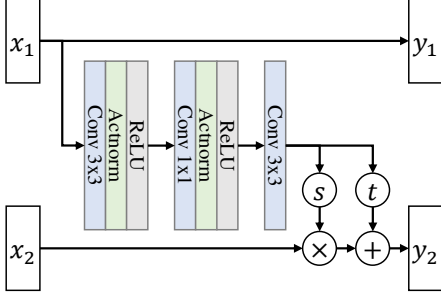 x₁
y₁
Conv 3x3
Actnorm
ReLU
Conv 1x1
Actnorm
ReLU
Conv 3x3
s
t
x₂
×
+
y₂